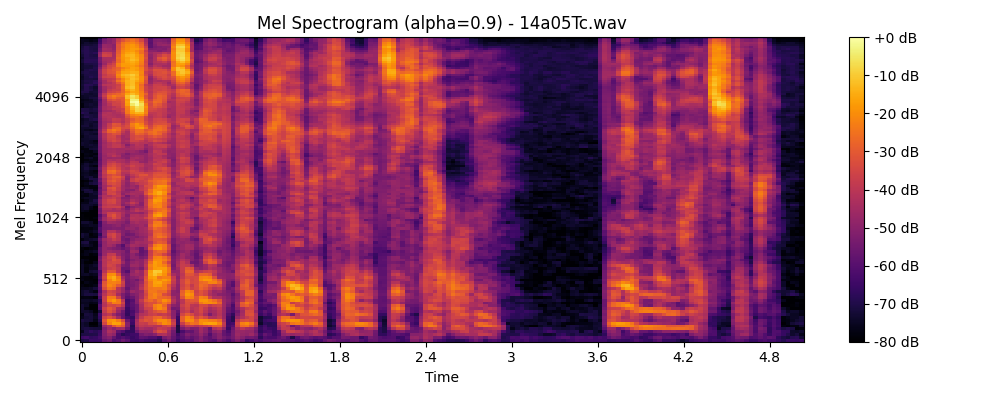 Mel Spectrogram (alpha=0.9) - 14a05Tc.wav
Mel Frequency
4096
2048
1024
512
0
0
0.6
1.2
1.8
2.4
3
3.6
4.2
4.8
Time
+0 dB
-10 dB
-20 dB
-30 dB
-40 dB
-50 dB
-60 dB
-70 dB
-80 dB